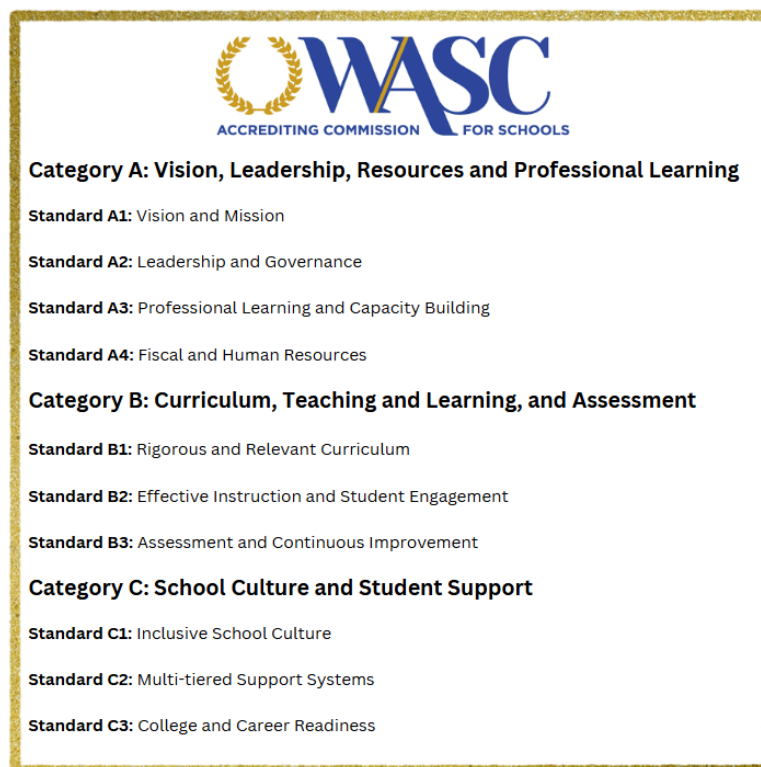 WASC
ACCREDITING COMMISSION FOR SCHOOLS
Category A: Vision, Leadership, Resources and Professional Learning
Standard A1: Vision and Mission
Standard A2: Leadership and Governance
Standard A3: Professional Learning and Capacity Building
Standard A4: Fiscal and Human Resources
Category B: Curriculum, Teaching and Learning, and Assessment
Standard B1: Rigorous and Relevant Curriculum
Standard B2: Effective Instruction and Student Engagement
Standard B3: Assessment and Continuous Improvement
Category C: School Culture and Student Support
Standard C1: Inclusive School Culture
Standard C2: Multi-tiered Support Systems
Standard C3: College and Career Readiness